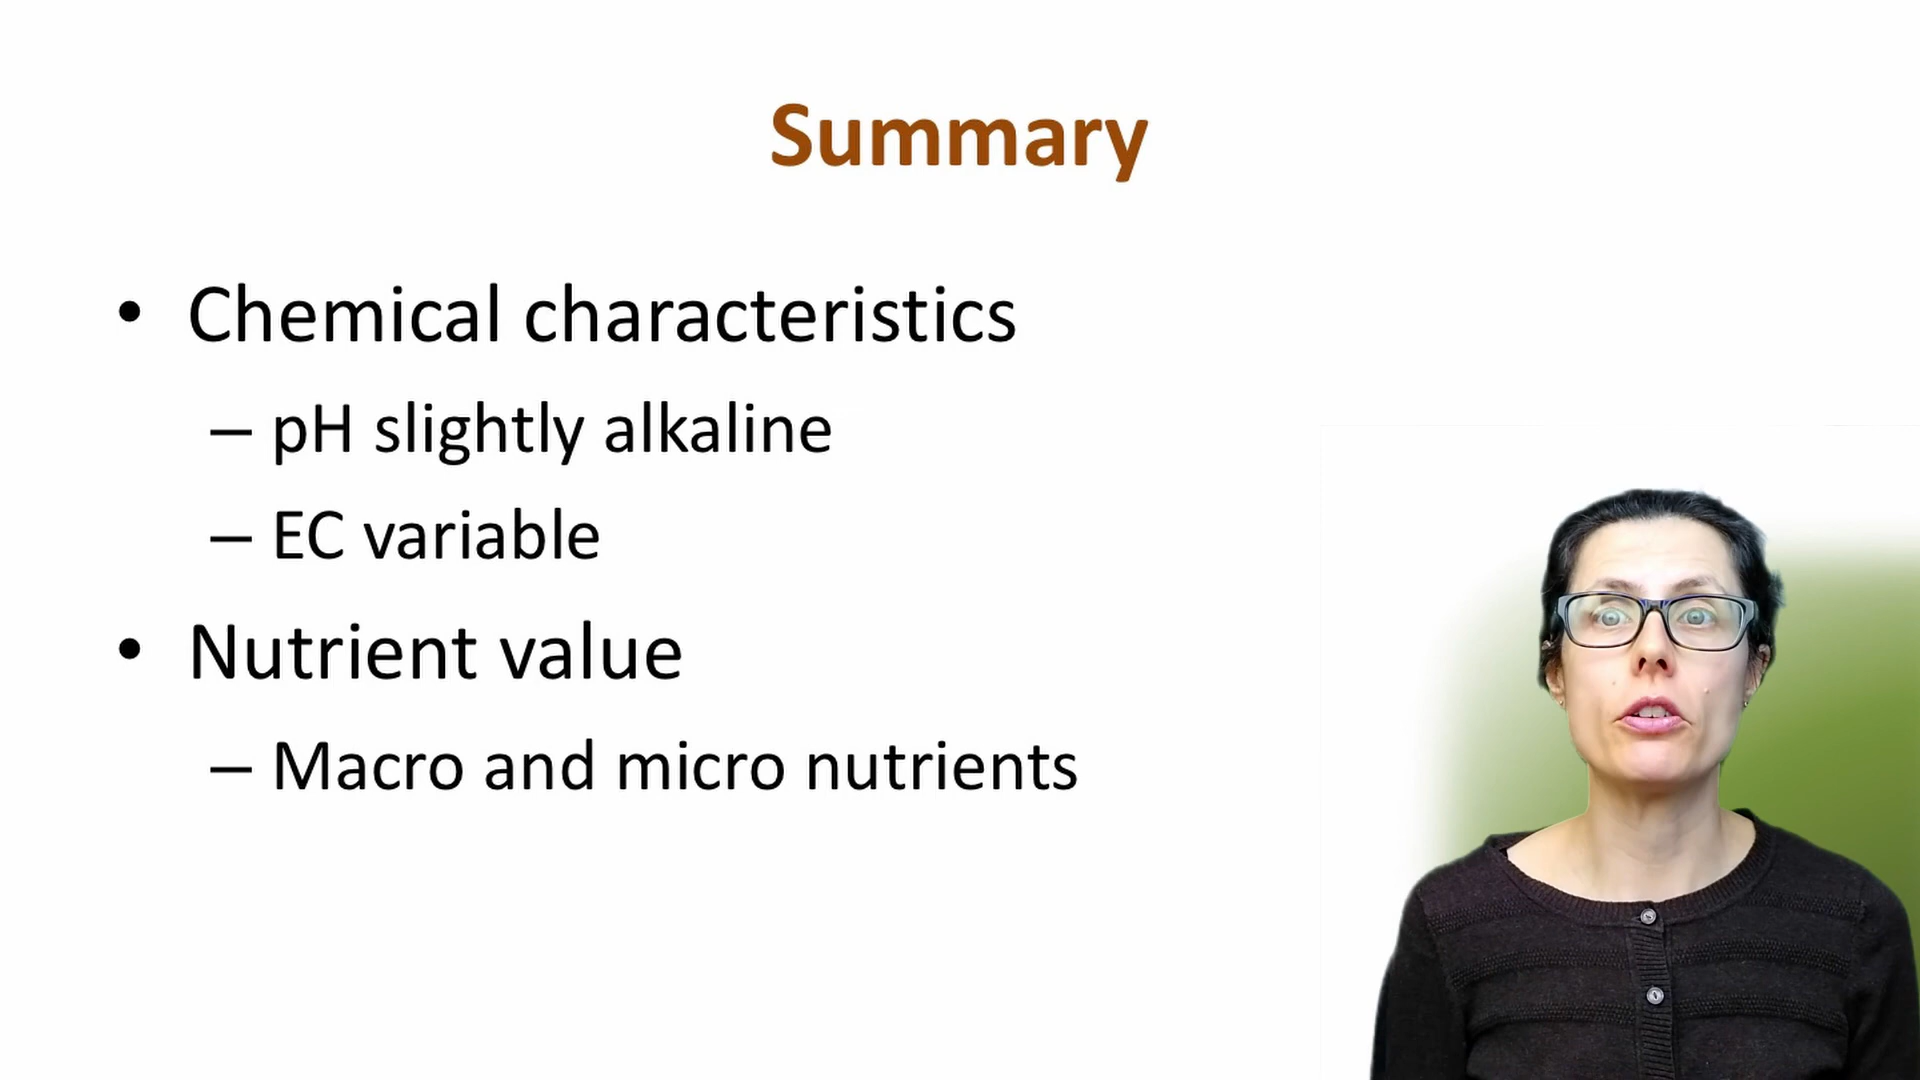 Summary
• Chemical characteristics
– pH slightly alkaline
– EC variable
• Nutrient value
– Macro and micro nutrients